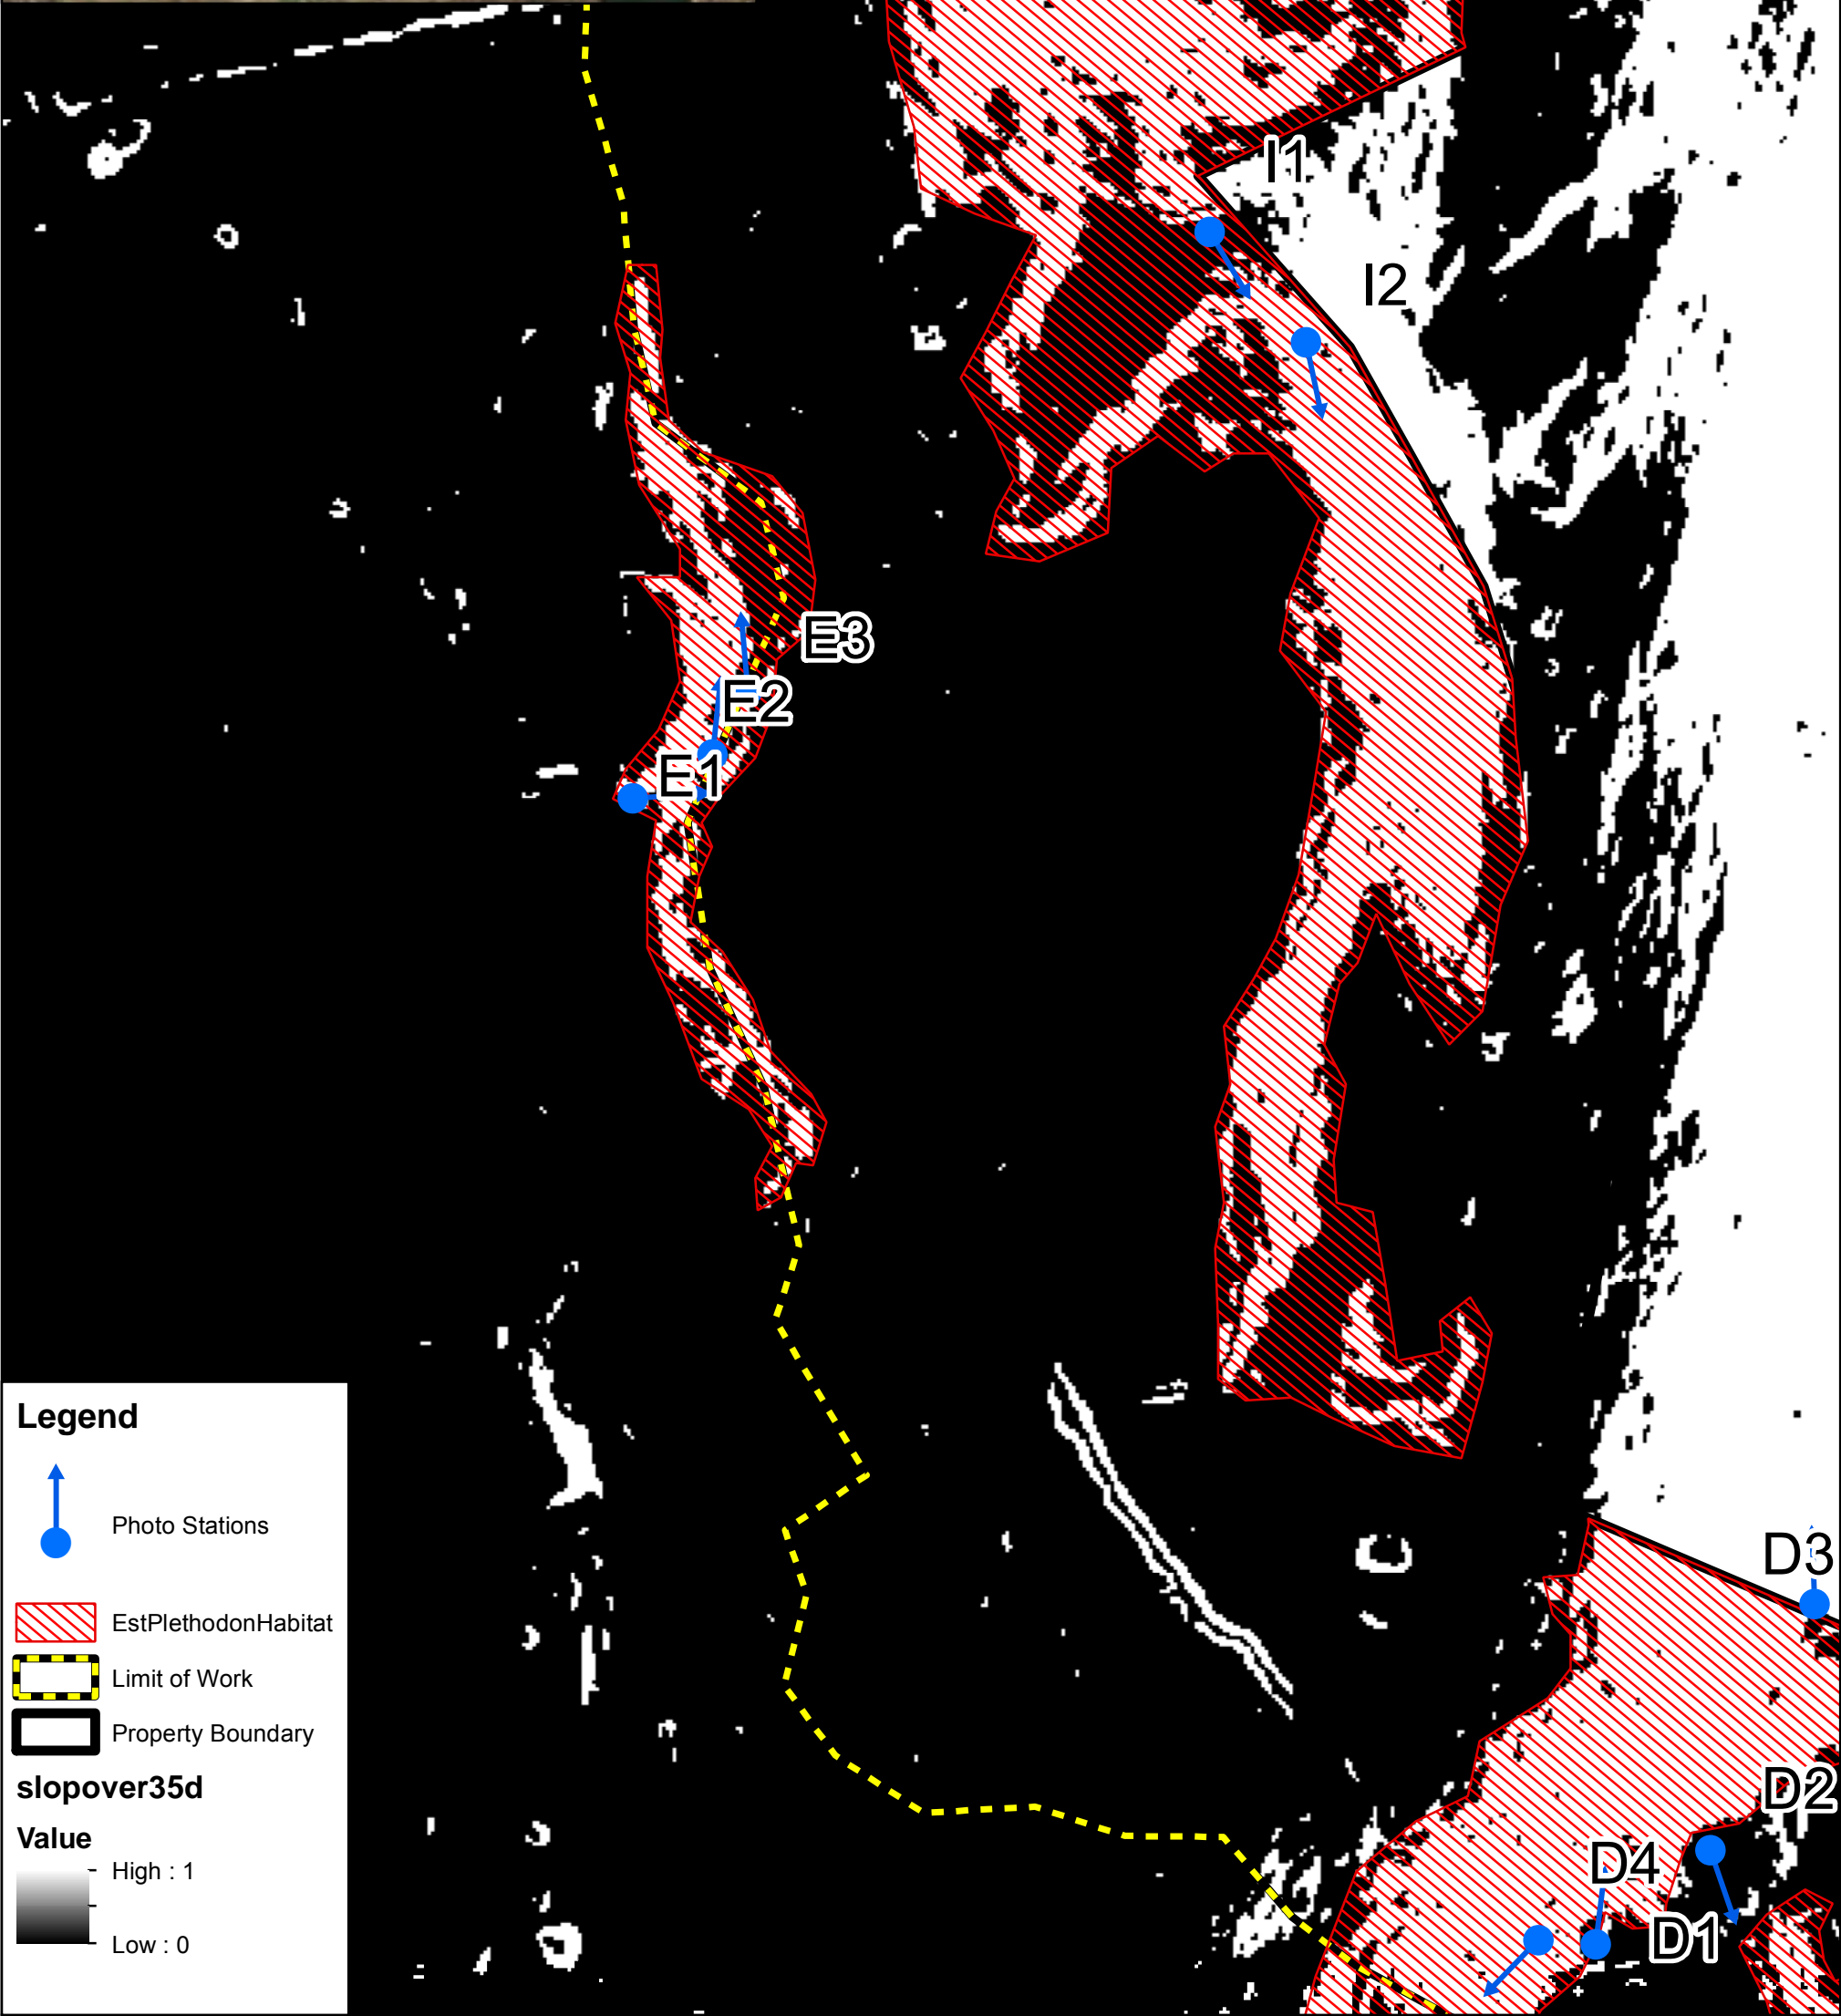 I1
I2
E3
E2
E1
Legend
Photo Stations
EstPlethodonHabitat
Limit of Work
Property Boundary
slopover35d
Value
High : 1
Low : 0
D3
D2
D4
D1